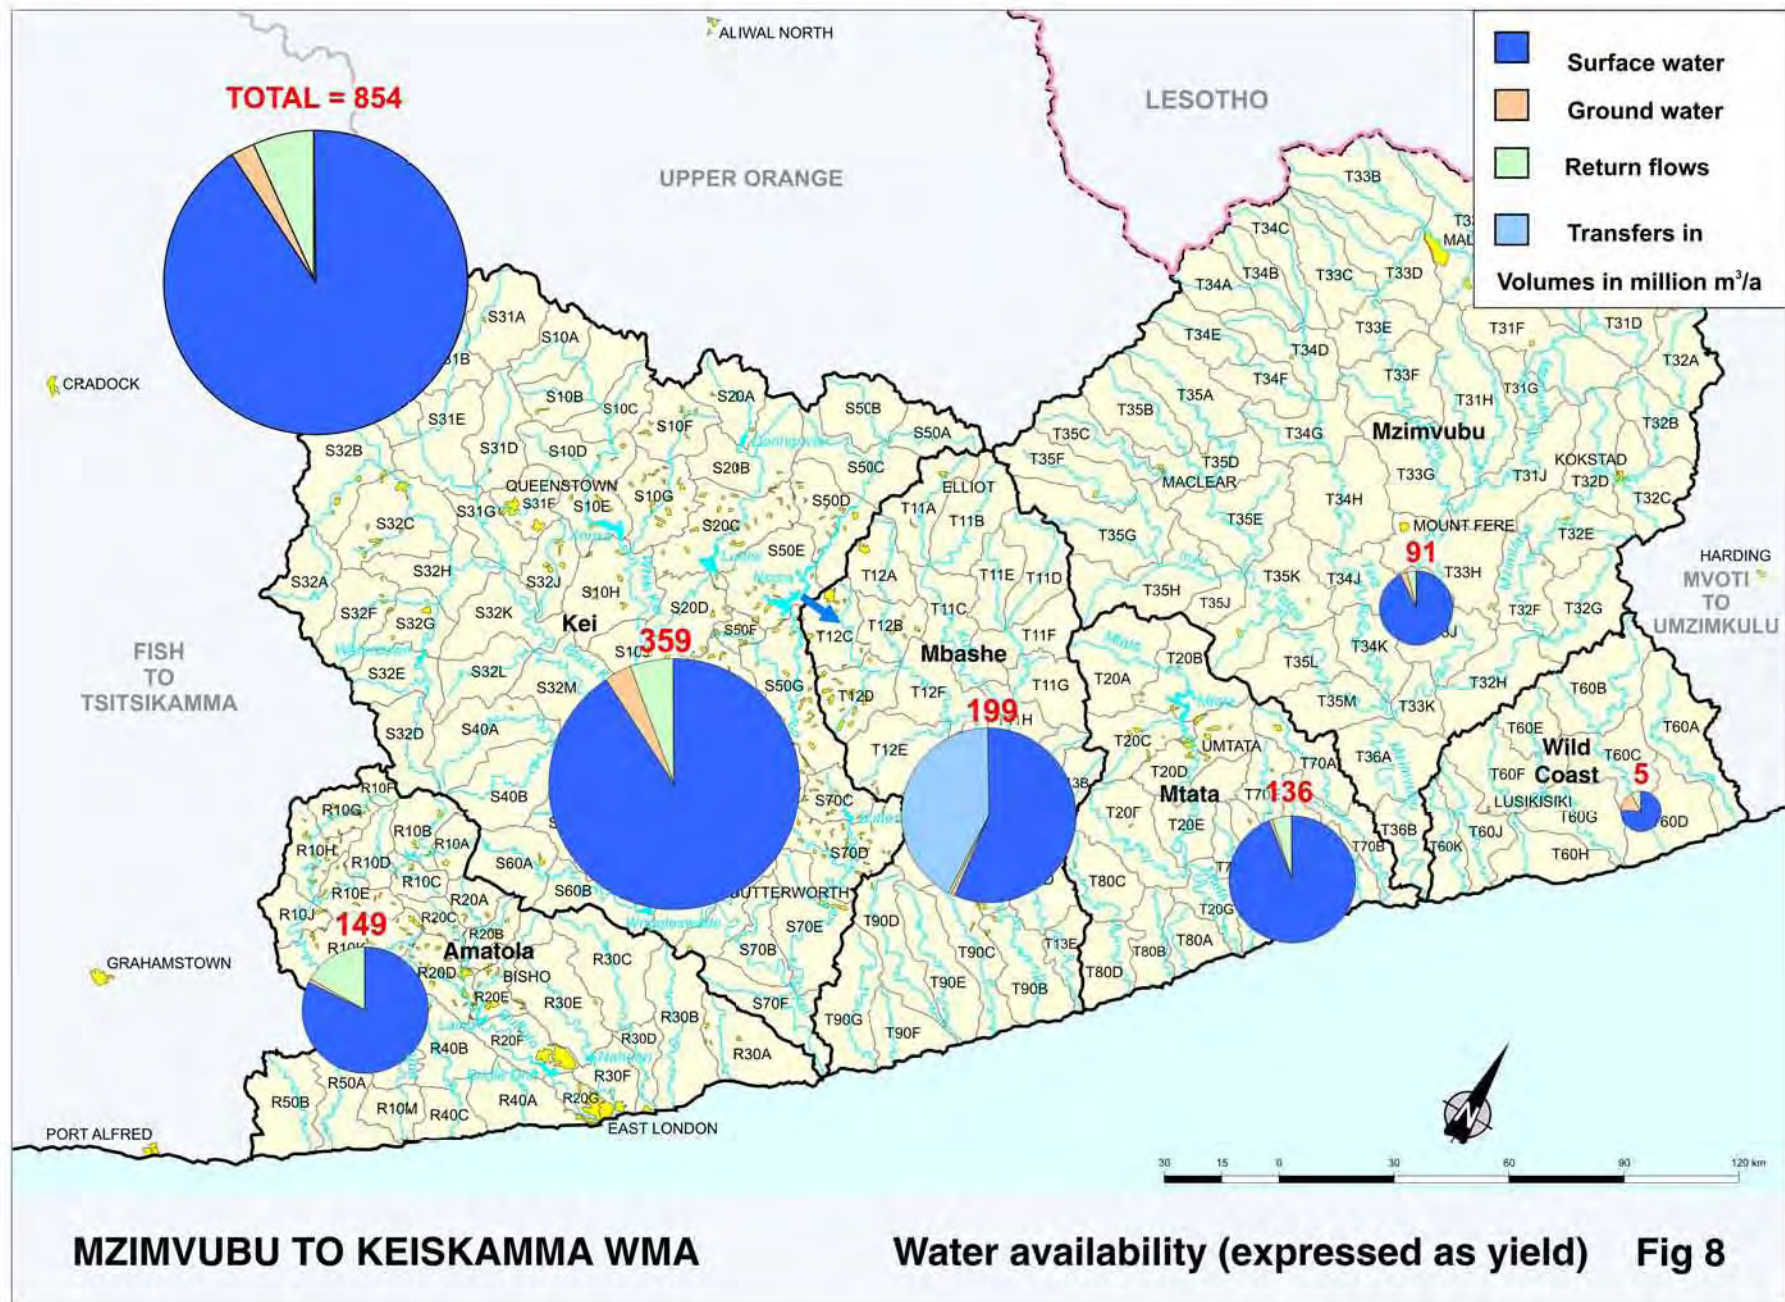 ALIWAL NORTH
TOTAL = 854
LESOTHO
UPPER ORANGE
Surface water
Ground water
Return flows
Transfers in
Volumes in million m³/a
CRADOCK
FISH
TO
TSITSIKAMMA
GRAHAMSTOWN
PORT ALFRED
HARDING
MVOTI
TO
UMZIMKULU
S31A
S10A
S31E
S10B
S10C
S20A
S50B
S10F
S50A
S32B
S31D
S10D
S20B
S50C
QUEENSTOWN
S31F
S10E
S10G
S50D
S31G
S32C
S20C
S50E
S32A
S32H
S32J
S10H
S20D
S32F
S32G
S32K
Kei
S50F
359
S32E
S32L
S32M
S50G
S32D
S40A
S40B
S70C
S70D
S60A
S60B
BUTTERWORTH
S70E
S70B
S70F
ELLIOT
T11A
T11B
T12A
T11E
T11D
T11C
T12B
T12C
T11F
Mbashe
T12D
T12F
T11G
199
T12E
T90D
T90C
T13E
T90E
T90B
T90G
T90F
T33B
T34C
T34B
T33C
T33D
T34A
T34E
T33E
T34D
T31F
T31D
T32A
T34F
T33F
T31G
T35A
T35B
T31H
T32B
T35C
T34G
Mzimvubu
T35F
T35D
T33G
T31J
KOKSTAD
T32D
T32C
MACLEAR
T34H
T35E
MOUNT FERE
T32E
T35G
91
T35K
T34J
T33H
T35H
T35J
T32F
T32G
T34K
T35L
T32H
T35M
T33K
T20B
T20A
T20C
UMTATA
T70A
T20D
Mtata
136
T20F
T20E
T70B
T80C
T20G
T80B
T80A
T80D
T36A
T36B
T60B
T60A
T60E
Wild
Coast
T60C
5
T60F
LUSIKISIKI
T60G
T60J
T60K
T60H
R10F
R10G
R10B
R10A
R10H
R10D
R10C
R10E
R20A
R10J
R20C
R20B
149
Amatola
R20D
BISHO
R30C
R20E
R30E
R30B
R20F
R30D
R40B
R30A
R30F
R50A
R50B
R10M
R40C
R40A
R20G
EAST LONDON
N
30 15 0 30 60 90 120 km
MZIMVUBU TO KEISKAMMA WMA
Water availability (expressed as yield) Fig 8